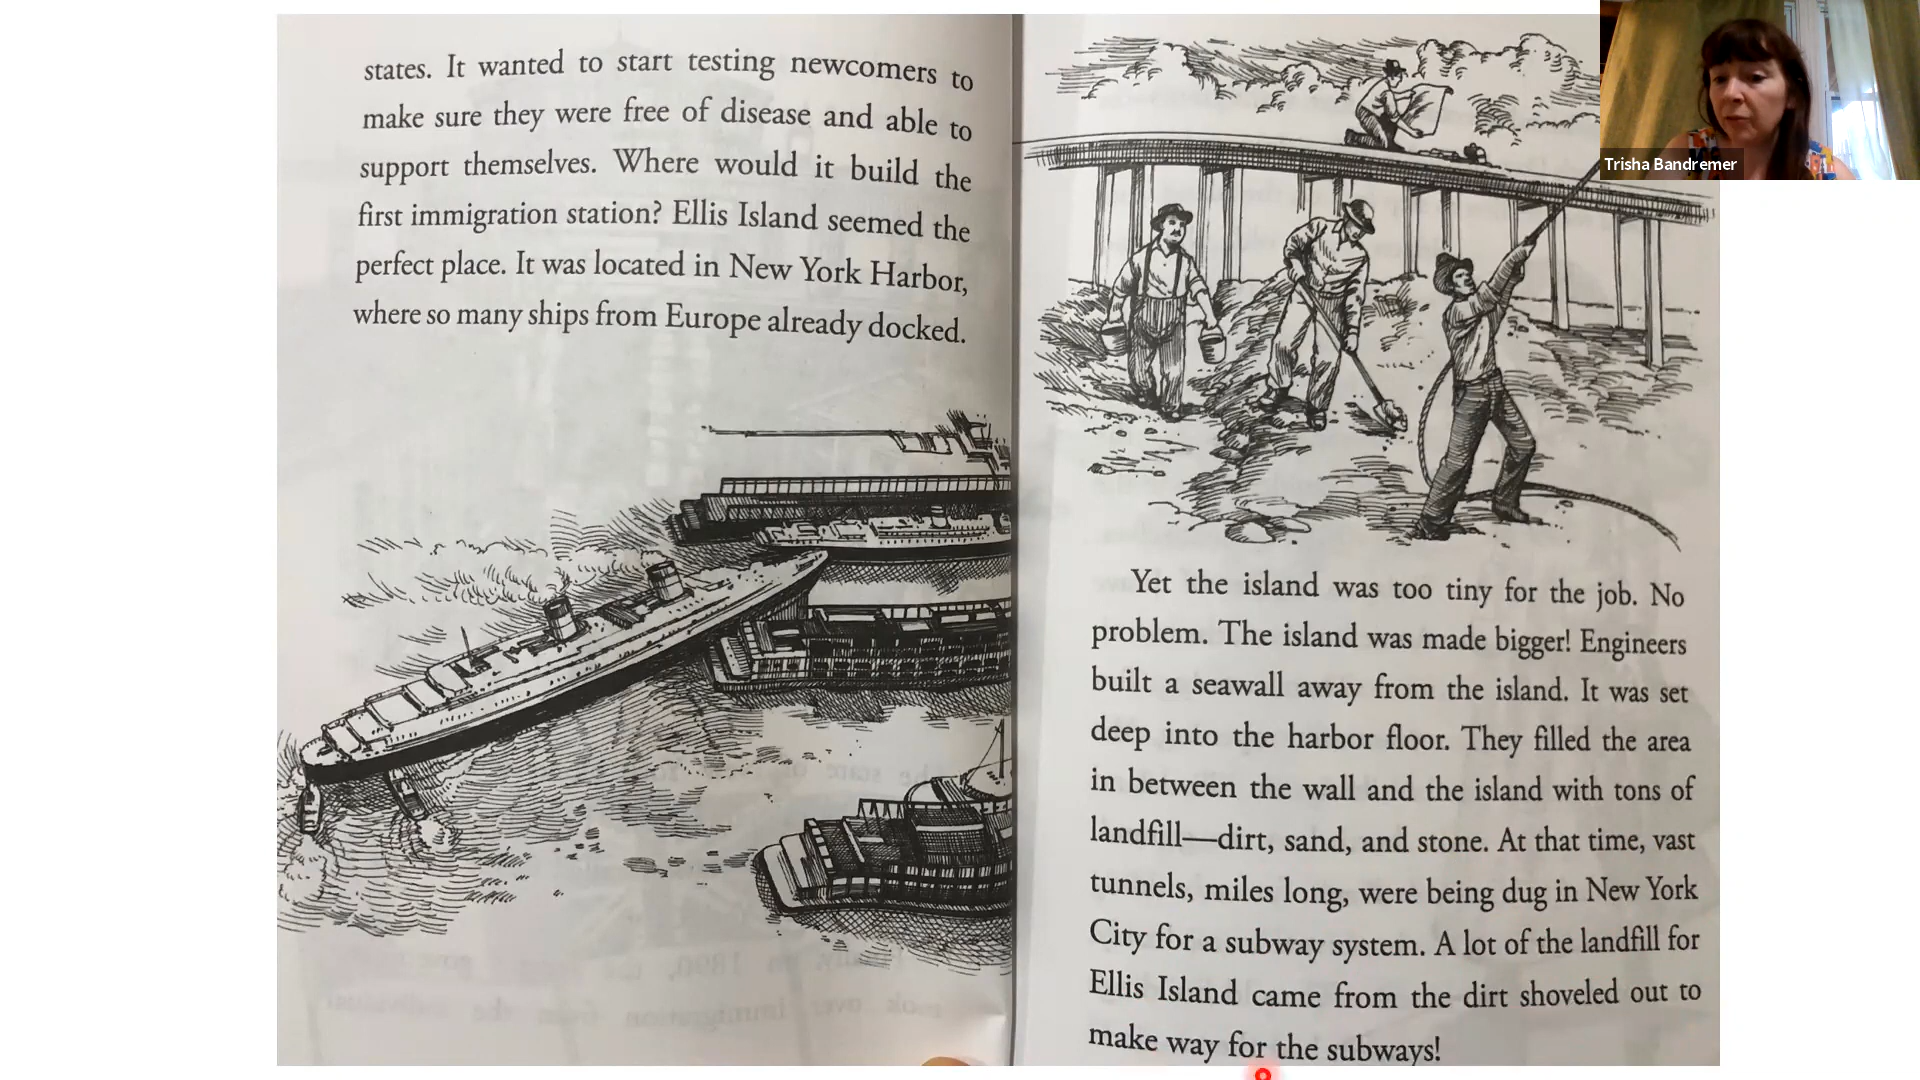 states. It wanted to start testing newcomers to
make sure they were free of disease and able to
support themselves. Where would it build the
first immigration station? Ellis Island seemed the
perfect place. It was located in New York Harbor,
where so many ships from Europe already docked.
Yet the island was too tiny for the job. No
problem. The island was made bigger! Engineers
built a seawall away from the island. It was set
deep into the harbor floor. They filled the area
in between the wall and the island with tons of
landfill—dirt, sand, and stone. At that time, vast
tunnels, miles long, were being dug in New York
City for a subway system. A lot of the landfill for
Ellis Island came from the dirt shoveled out to
make way for the subways!
Trisha Bandremer